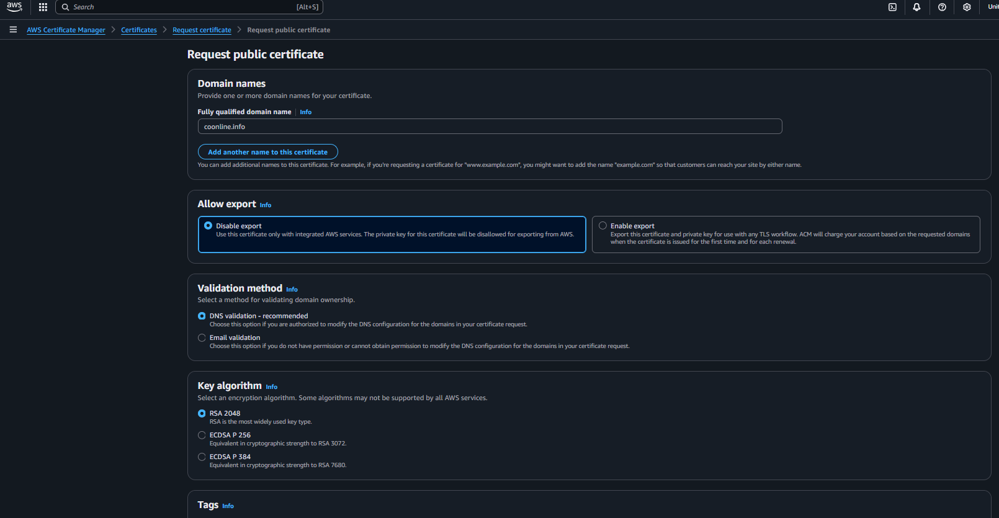 aws
Search [Alt+S]
AWS Certificate Manager > Certificates > Request certificate > Request public certificate
Request public certificate
Domain names
Provide one or more domain names for your certificate.
Fully qualified domain name | Info
coonline.info
Add another name to this certificate
You can add additional names to this certificate. For example, if you're requesting a certificate for "www.example.com", you might want to add the name "example.com" so that customers can reach your site by either name.
Allow export Info
Disable export
Use this certificate only with integrated AWS services. The private key for this certificate will be disallowed for exporting from AWS.
Enable export
Export this certificate and private key for use with any TLS workflow. ACM will charge your account based on the requested domains
when the certificate is issued for the first time and for each renewal.
Validation method Info
Select a method for validating domain ownership.
DNS validation - recommended
Choose this option if you are authorized to modify the DNS configuration for the domains in your certificate request.
Email validation
Choose this option if you do not have permission or cannot obtain permission to modify the DNS configuration for the domains in your certificate request.
Key algorithm Info
Select an encryption algorithm. Some algorithms may not be supported by all AWS services.
RSA 2048
RSA is the most widely used key type.
ECDSA P 256
Equivalent in cryptographic strength to RSA 3072.
ECDSA P 384
Equivalent in cryptographic strength to RSA 7680.
Tags Info